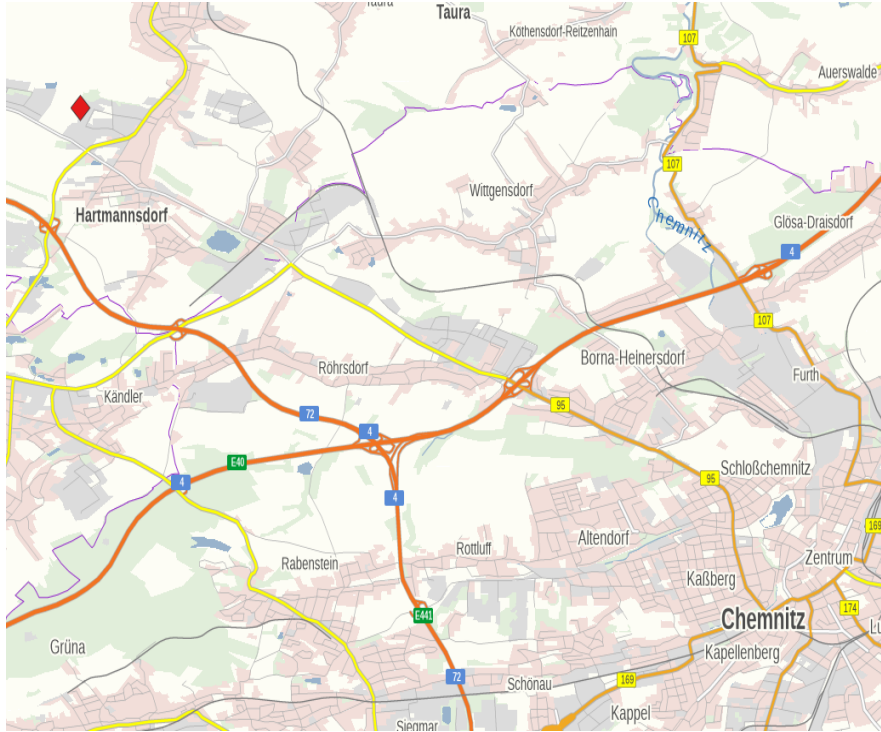 Taura
Taura
Köthensdorf-Reitzenhain
107
Auerswalde
107
Wittgensdorf
Chemnitz
Hartmannsdorf
Glösa-Draisdorf
4
107
Röhrsdorf
Borna-Heinersdorf
Furth
Kändler
72
95
4
E40
Schloßchemnitz
95
4
4
169
Altendorf
Rottluff
Zentrum
Rabenstein
Kaßberg
174
E441
Chemnitz
Grüna
Kapellenberg
72
169
Schönau
Kappel
Siegmar